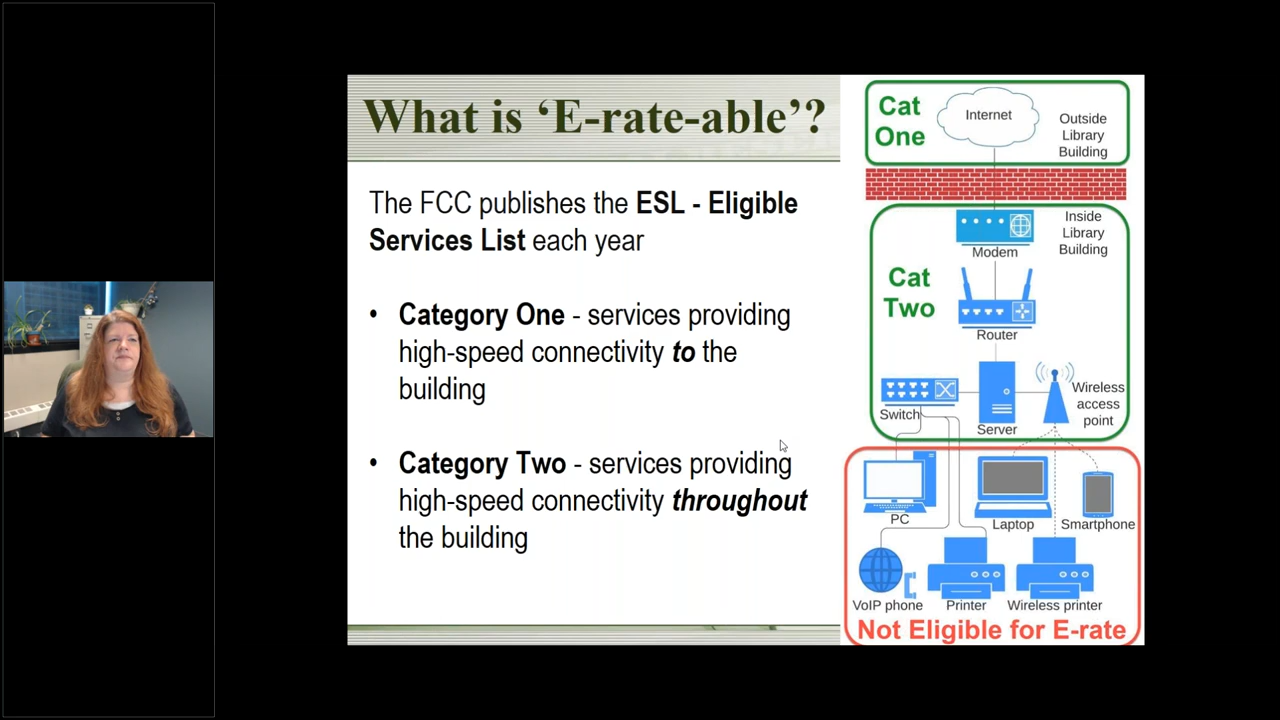 What is ‘E-rate-able’?
The FCC publishes the ESL - Eligible
Services List each year
• Category One - services providing
high-speed connectivity to the
building
• Category Two - services providing
high-speed connectivity throughout
the building
Cat
One
Internet
Outside
Library
Building
Inside
Library
Building
Modem
Cat
Two
Router
Switch
Server
Wireless
access
point
PC
Laptop
Smartphone
VoIP phone
Printer
Wireless printer
Not Eligible for E-rate